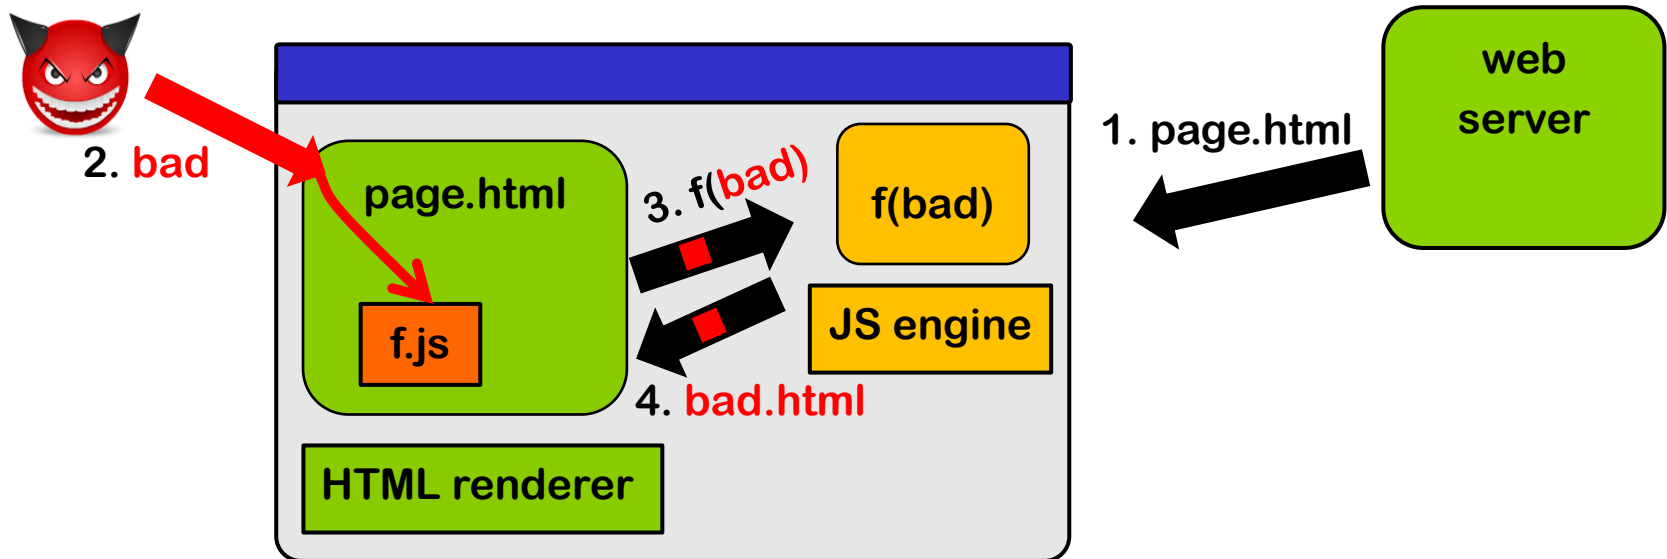 web
server
1. page.html
2. bad
page.html
3. f(bad)
f(bad)
f.js
JS engine
4. bad.html
HTML renderer